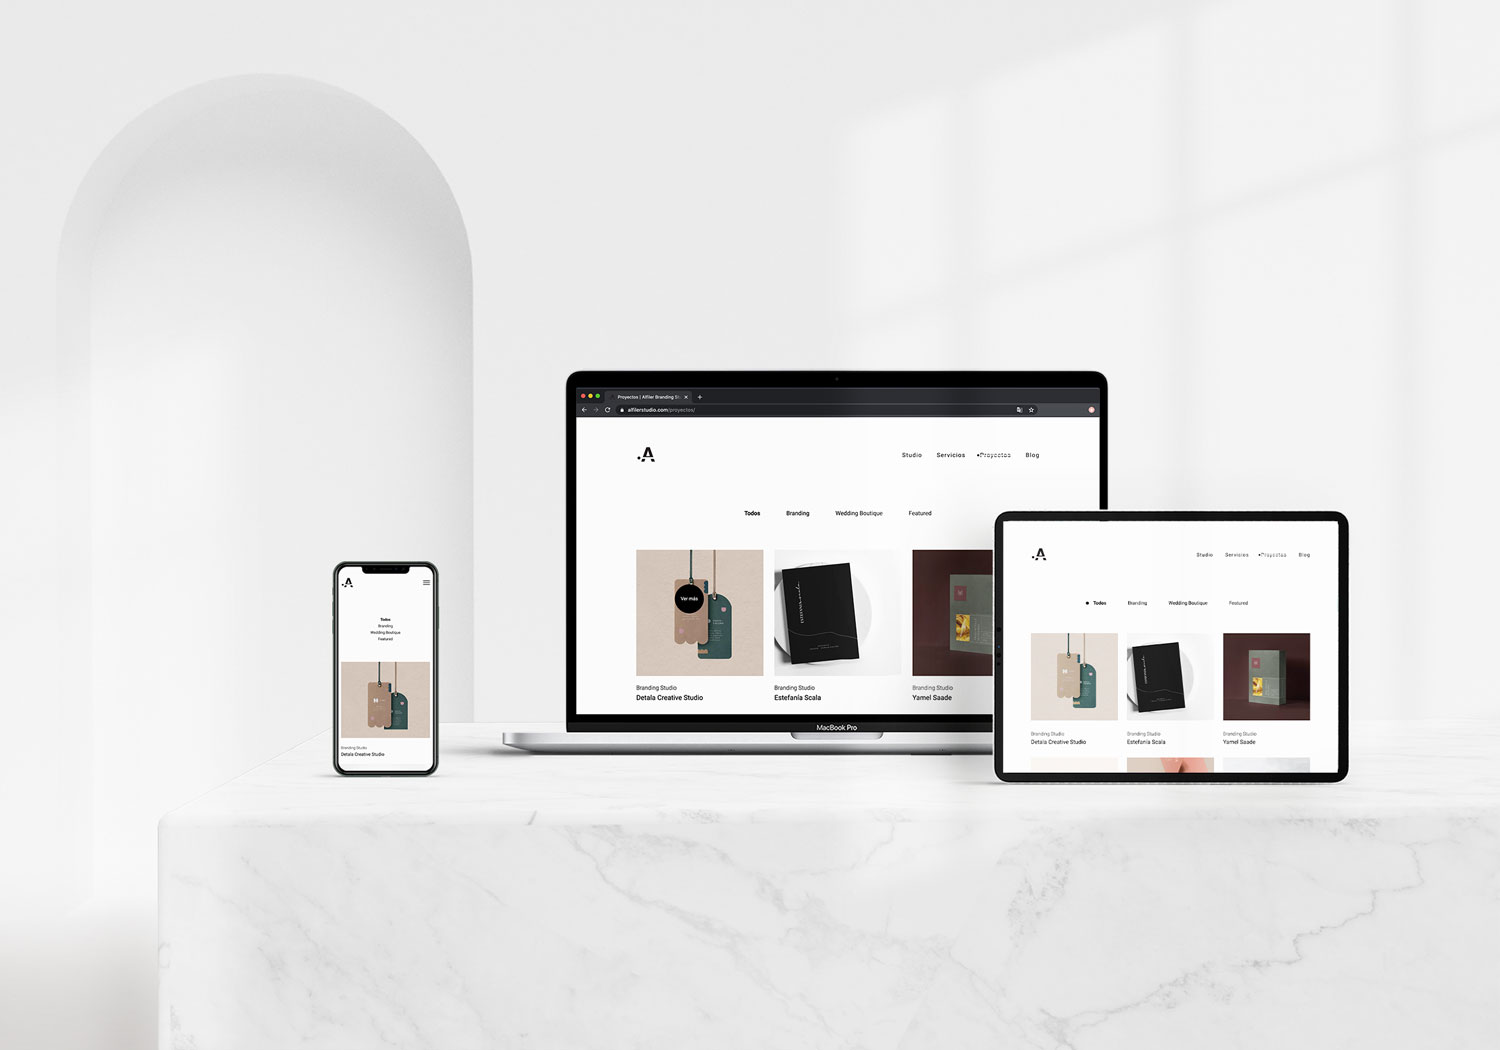 .A
Todos
Branding
Wedding Boutique
Featured
Branding Studio
Detala Creative Studio
Proyectos | Alfiler Branding St
alfilerstudio.com/proyectos/
.A
Studio Servicios •Proyectos Blog
Todos Branding Wedding Boutique Featured
Ver más
Branding Studio Branding Studio Branding Studio
Detala Creative Studio Estefanía Scala Yamel Saade
MacBook Pro
.A
Studio Servicios •Proyectos Blog
• Todos Branding Wedding Boutique Featured
Branding Studio Branding Studio Branding Studio
Detala Creative Studio Estefanía Scala Yamel Saade